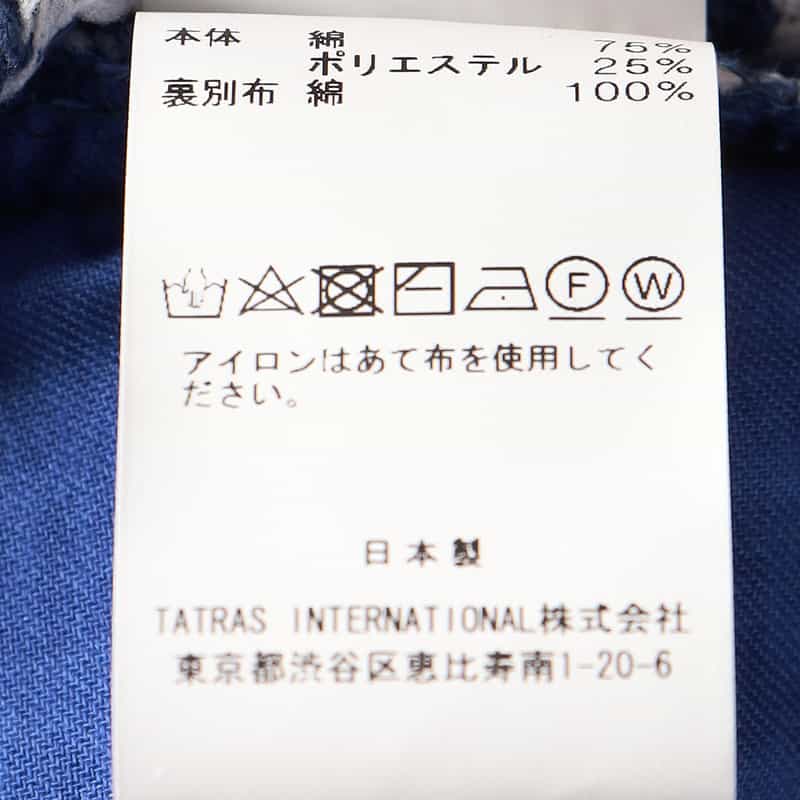 本体 綿 75%
ポリエステル 25%
裏別布 綿 100%
F W
アイロンはあて布を使用してく
ださい。
日本製
TATRAS INTERNATIONAL株式会社
東京都渋谷区恵比寿南1-20-6